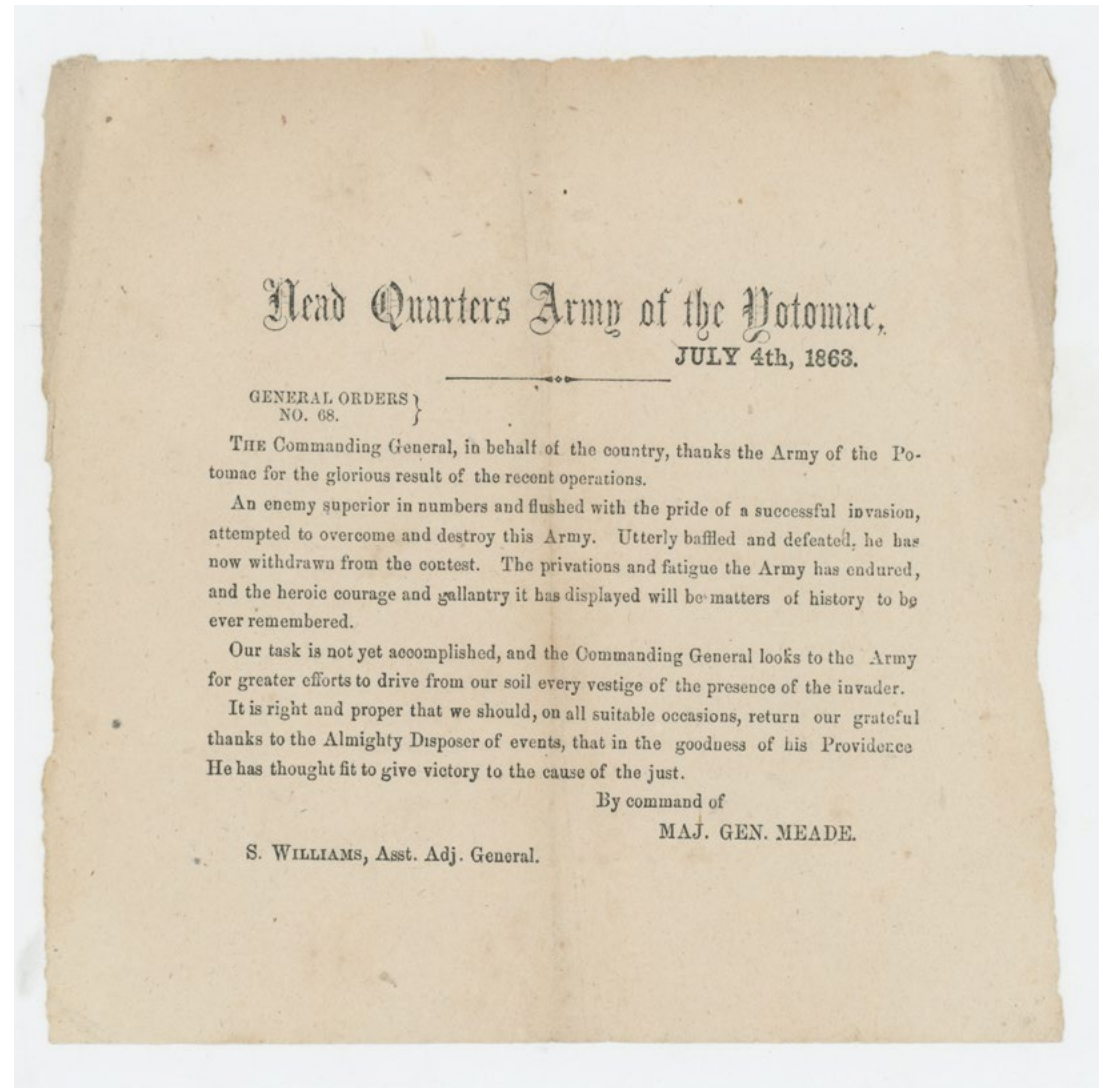 Head Quarters Army of the Potomac,
JULY 4th, 1863.
GENERAL ORDERS }
NO. 68.
THE Commanding General, in behalf of the country, thanks the Army of the Po-
tomac for the glorious result of the recent operations.
An enemy superior in numbers and flushed with the pride of a successful invasion,
attempted to overcome and destroy this Army. Utterly baffled and defeated, he has
now withdrawn from the contest. The privations and fatigue the Army has endured,
and the heroic courage and gallantry it has displayed will be matters of history to be
ever remembered.
Our task is not yet accomplished, and the Commanding General looks to the Army
for greater efforts to drive from our soil every vestige of the presence of the invader.
It is right and proper that we should, on all suitable occasions, return our grateful
thanks to the Almighty Disposer of events, that in the goodness of his Providence
He has thought fit to give victory to the cause of the just.
By command of
MAJ. GEN. MEADE.
S. WILLIAMS, Asst. Adj. General.